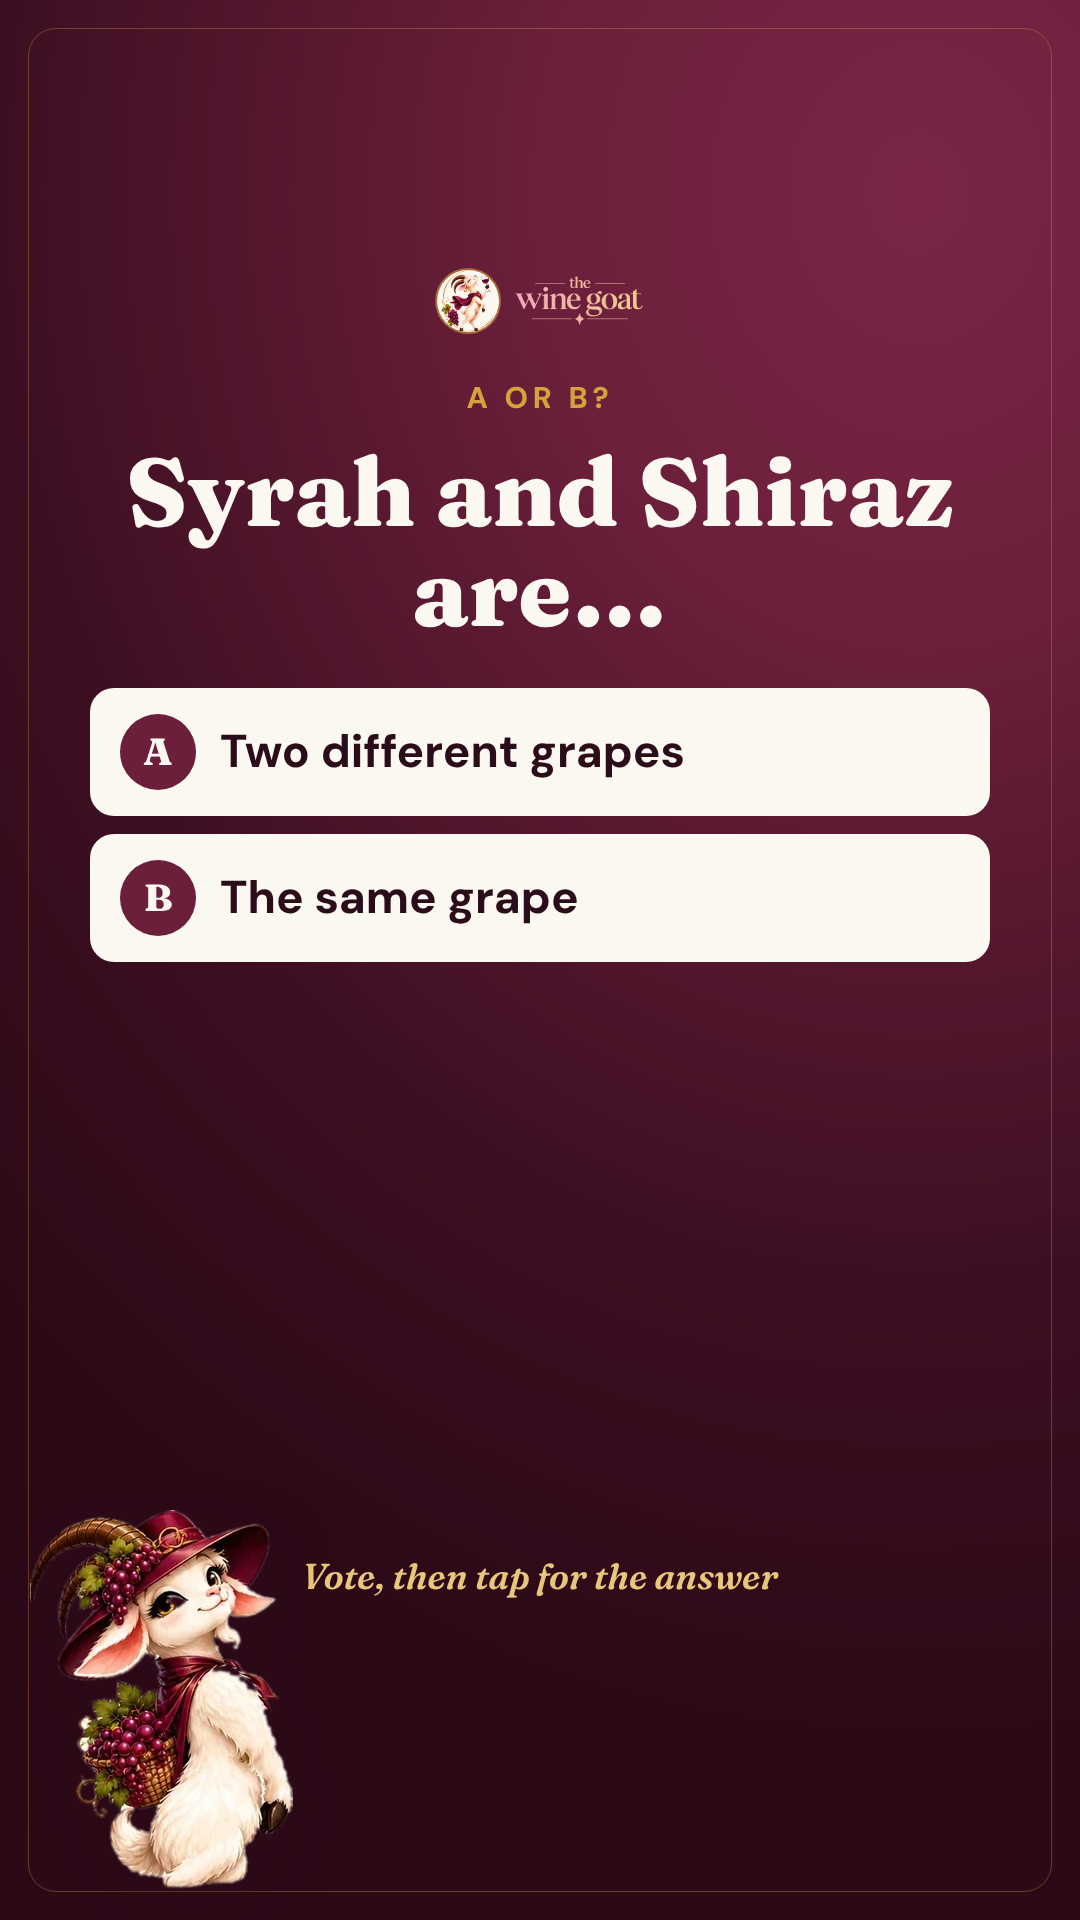 the
wine goat
A OR B?
Syrah and Shiraz
are...
A Two different grapes
B The same grape
Vote, then tap for the answer